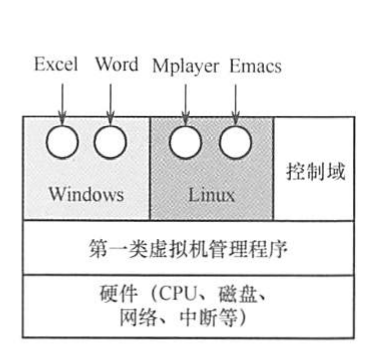 Excel Word Mplayer Emacs
控制域
Windows Linux
第一类虚拟机管理程序
硬件（CPU、磁盘、
网络、中断等）